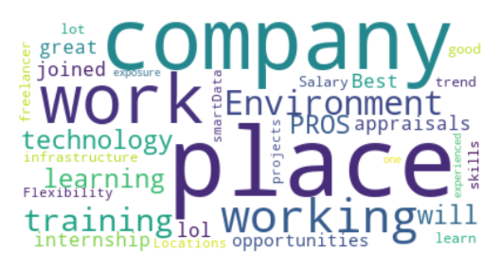 lot company good
great
joined exposure Salary Best trend
freelancer work smartData Environment
PROS appraisals
technology place projects
infrastructure one experienced skills
learning
Flexibility
training lol working will
internship Locations opportunities learn